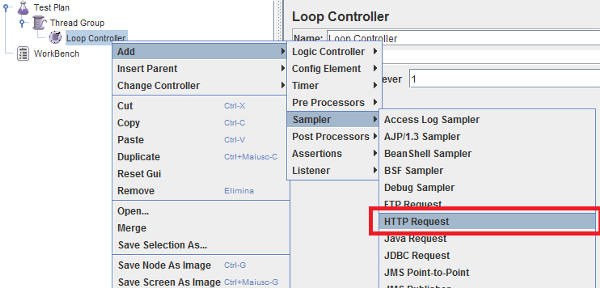 Test Plan
Thread Group
Loop Controller
WorkBench
Loop Controller
Name: Loop Controller
ever 1
Add
Insert Parent
Change Controller
Cut Ctrl-X
Copy Ctrl-C
Paste Ctrl-V
Duplicate Ctrl+Maiusc-C
Reset Gui
Remove Elimina
Open...
Merge
Save Selection As...
Save Node As Image Ctrl-G
Save Screen As Image Ctrl+Maiusc-G
Logic Controller
Config Element
Timer
Pre Processors
Sampler
Post Processors
Assertions
Listener
Access Log Sampler
AJP/1.3 Sampler
BeanShell Sampler
BSF Sampler
Debug Sampler
FTP Request
HTTP Request
Java Request
JDBC Request
JMS Point-to-Point
JMS Publisher